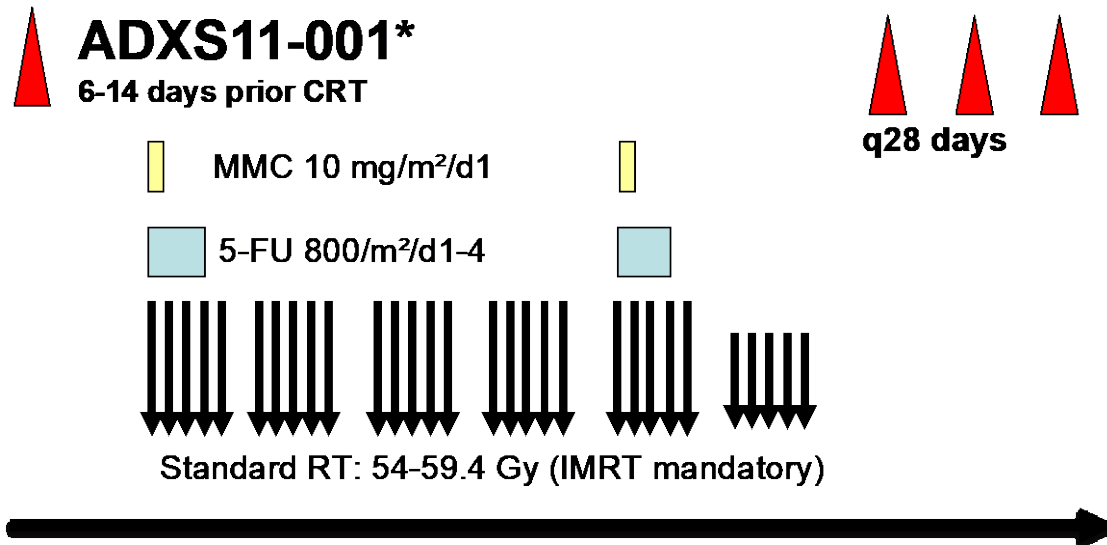 ADXS11-001*
6-14 days prior CRT
q28 days
MMC 10 mg/m²/d1
5-FU 800/m²/d1-4
Standard RT: 54-59.4 Gy (IMRT mandatory)